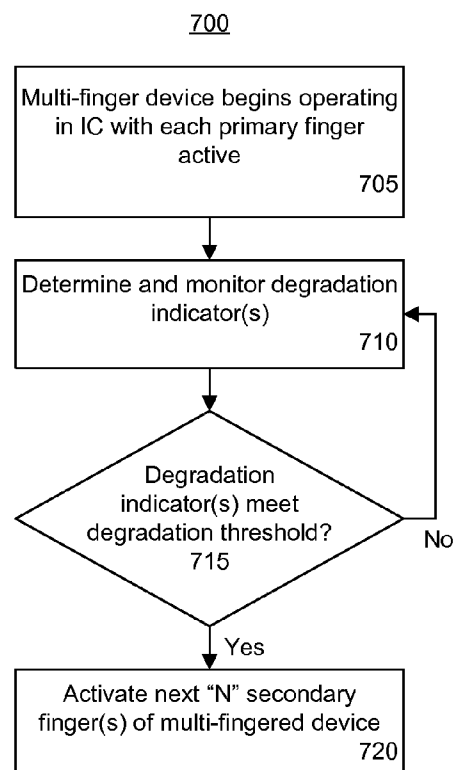 700
Multi-finger device begins operating
in IC with each primary finger
active
705
Determine and monitor degradation
indicator(s)
710
Degradation
indicator(s) meet
degradation threshold?
715
No
Yes
Activate next “N” secondary
finger(s) of multi-fingered device
720